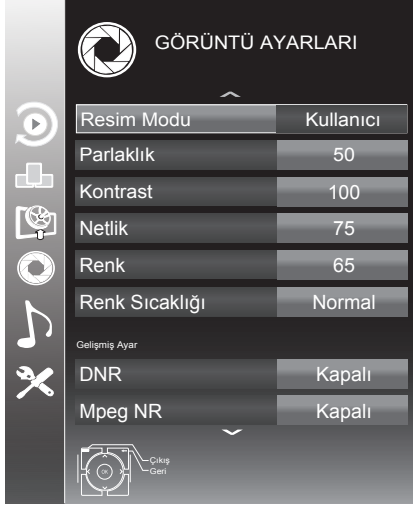 GÖRÜNTÜ AYARLARI
Resim Modu Kullanıcı
Parlaklık 50
Kontrast 100
Netlik 75
Renk 65
Renk Sıcaklığı Normal
Gelişmiş Ayar
DNR Kapalı
Mpeg NR Kapalı
Çıkış
OK
Geri